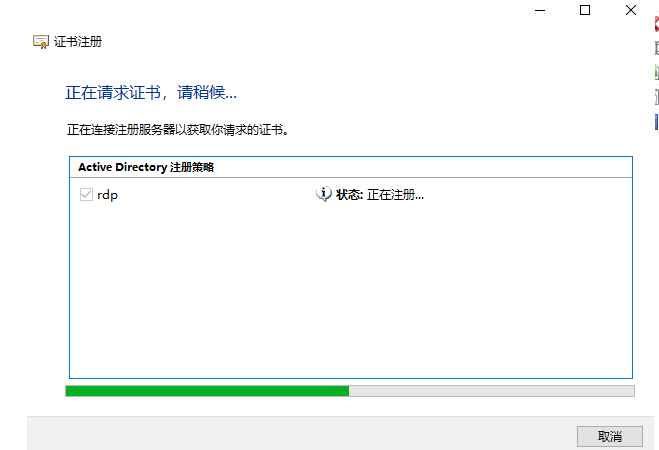 证书注册
正在请求证书，请稍候...
正在连接注册服务器以获取你请求的证书。
Active Directory 注册策略
rdp
状态: 正在注册...
取消